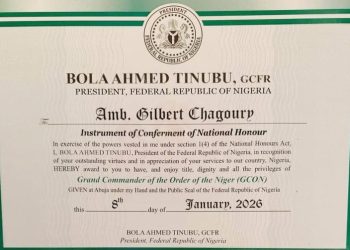 PRESIDENT
FEDERAL REPUBLIC OF NIGERIA
BOLA AHMED TINUBU, GCFR
PRESIDENT, FEDERAL REPUBLIC OF NIGERIA
Amb. Gilbert Chagoury
Instrument of Conferment of National Honour
In exercise of the powers vested in me under section 1(4) of the National Honours Act,
I, BOLA AHMED TINUBU, President of the Federal Republic of Nigeria, in recognition
of your outstanding virtues and in appreciation of your services to our country, Nigeria,
HEREBY award to you to have, and enjoy title, dignity and all the privileges of
Grand Commander of the Order of the Niger (GCON)
GIVEN at Abuja under my Hand and the Public Seal of the Federal Republic of Nigeria
this 8th day of January, 2026
BOLA AHMED TINUBU, GCFR
President, Federal Republic of Nigeria